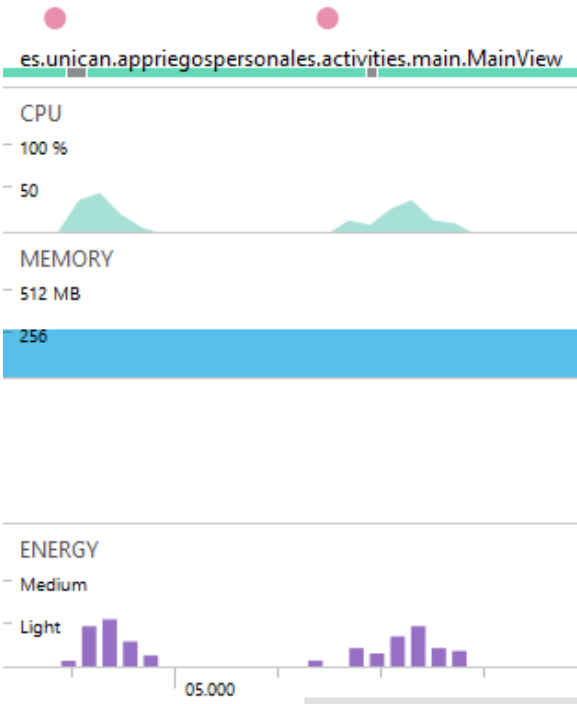 es.unican.appriegospersonales.activities.main.MainView
CPU
100 %
50
MEMORY
512 MB
256
ENERGY
Medium
Light
05.000